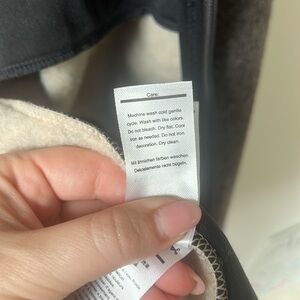 Care:
Machine wash cold gentle
cycle. Wash with like colors.
Do not bleach. Dry flat. Cool
iron as needed. Do not iron
decoration. Dry clean.
Mit ähnlichen farben waschen.
Dekoelemente nicht bügeln.